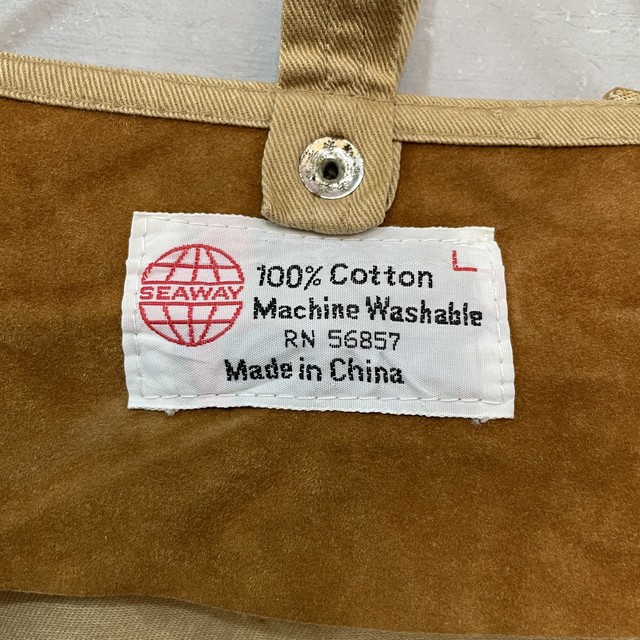 SEAWAY
100% Cotton
L
Machine Washable
RN 56857
Made in China